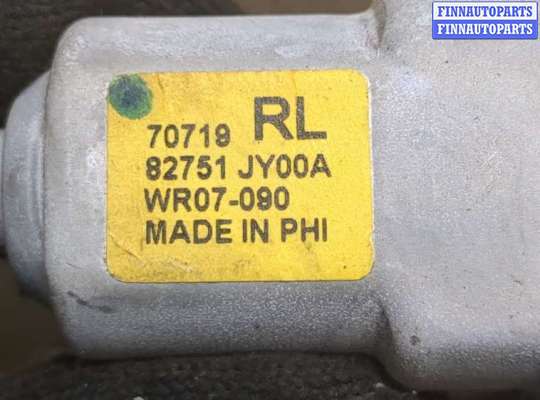 FINNAUTOPARTS
FINNAUTOPARTS
70719 RL
82751 JY00A
WR07-090
MADE IN PHI